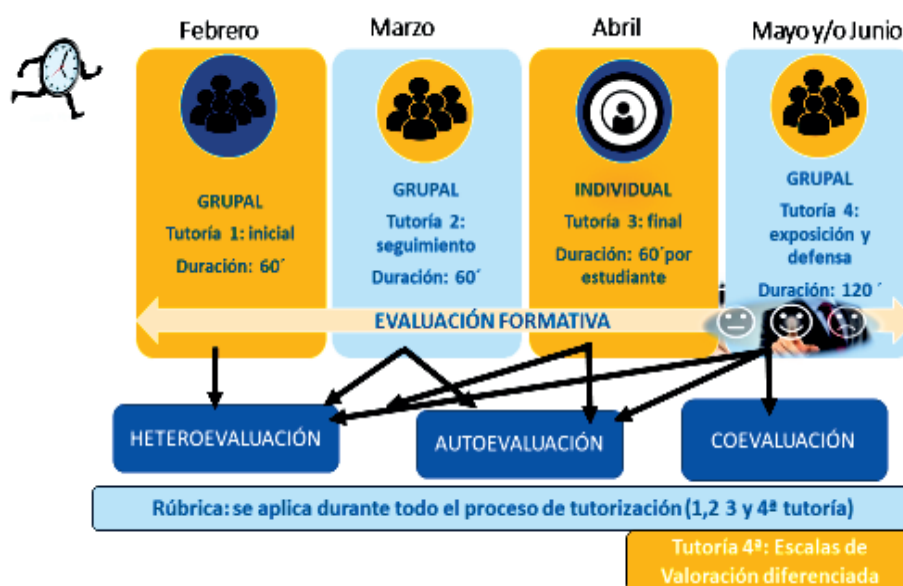 Febrero
Marzo
Abril
Mayo y/o Junio
GRUPAL
Tutoría 1: inicial
Duración: 60´
GRUPAL
Tutoría 2:
seguimiento
Duración: 60´
INDIVIDUAL
Tutoría 3: final
Duración: 60´por
estudiante
GRUPAL
Tutoría 4:
exposición y
defensa
Duración: 120 ´
EVALUACIÓN FORMATIVA
HETEROEVALUACIÓN
AUTOEVALUACIÓN
COEVALUACIÓN
Rúbrica: se aplica durante todo el proceso de tutorización (1,2 3 y 4ª tutoría)
Tutoría 4ª: Escalas de
Valoración diferenciada